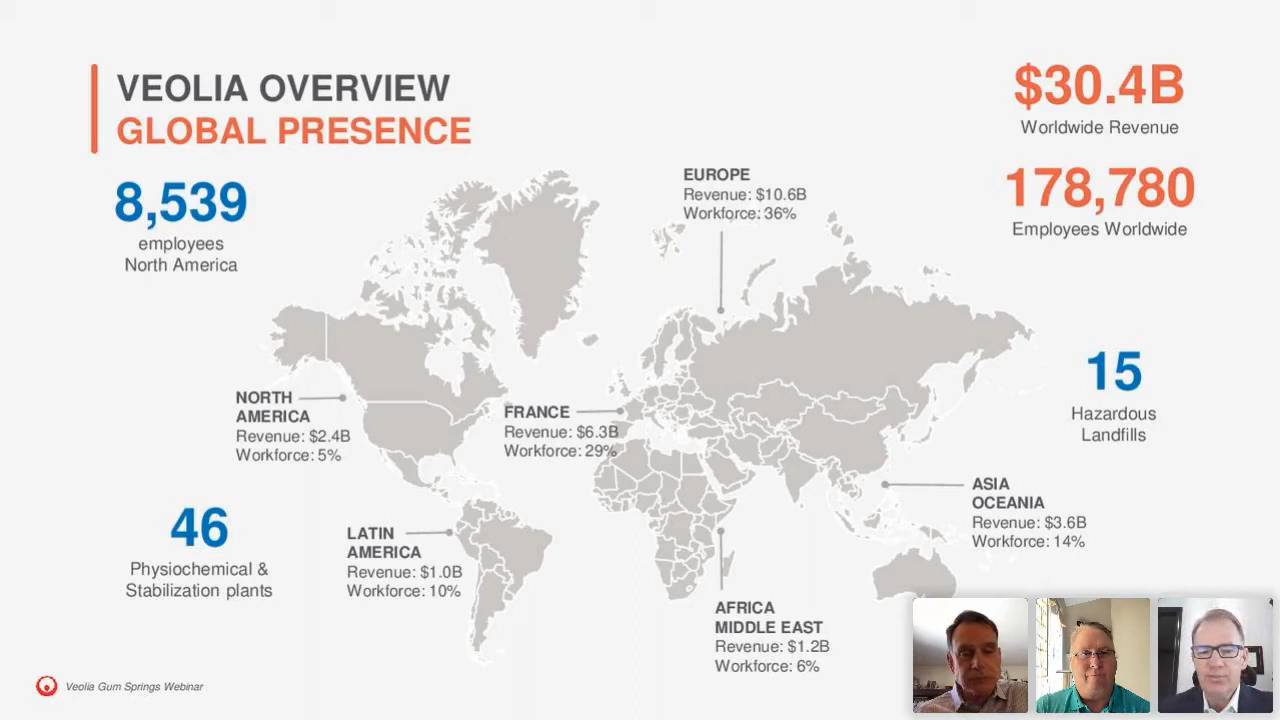 VEOLIA OVERVIEW
GLOBAL PRESENCE
$30.4B
Worldwide Revenue
178,780
Employees Worldwide
8,539
employees
North America
EUROPE
Revenue: $10.6B
Workforce: 36%
15
Hazardous
Landfills
NORTH
AMERICA
Revenue: $2.4B
Workforce: 5%
FRANCE
Revenue: $6.3B
Workforce: 29%
ASIA
OCEANIA
Revenue: $3.6B
Workforce: 14%
46
Physiochemical &
Stabilization plants
LATIN
AMERICA
Revenue: $1.0B
Workforce: 10%
AFRICA
MIDDLE EAST
Revenue: $1.2B
Workforce: 6%
Veolia Gum Springs Webinar